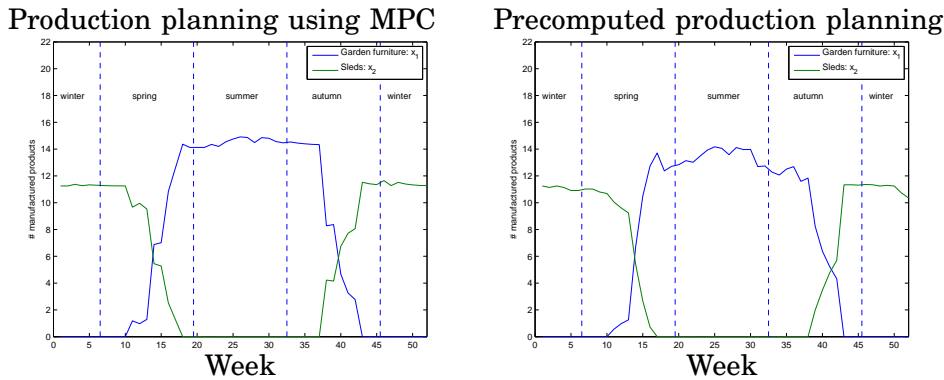 Production planning using MPC
22
20
18
16
14
12
10
8
6
4
2
0
# manufactured products
Garden furniture: x1
Sleds: x2
winter
spring
summer
autumn
winter
0 5 10 15 20 25 30 35 40 45 50
Week
Precomputed production planning
22
20
18
16
14
12
10
8
6
4
2
0
# manufactured products
Garden furniture: x1
Sleds: x2
winter
spring
summer
autumn
winter
0 5 10 15 20 25 30 35 40 45 50
Week